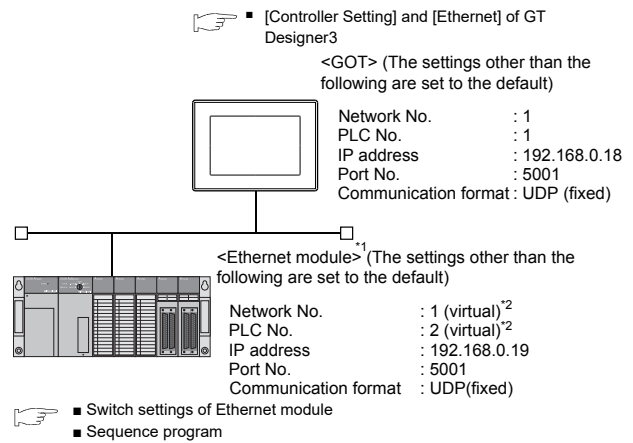 ■ [Controller Setting] and [Ethernet] of GT
Designer3
<GOT> (The settings other than the
following are set to the default)
Network No. : 1
PLC No. : 1
IP address : 192.168.0.18
Port No. : 5001
Communication format : UDP (fixed)
<Ethernet module>*1 (The settings other than the
following are set to the default)
Network No. : 1 (virtual)*2
PLC No. : 2 (virtual)*2
IP address : 192.168.0.19
Port No. : 5001
Communication format : UDP(fixed)
■ Switch settings of Ethernet module
■ Sequence program